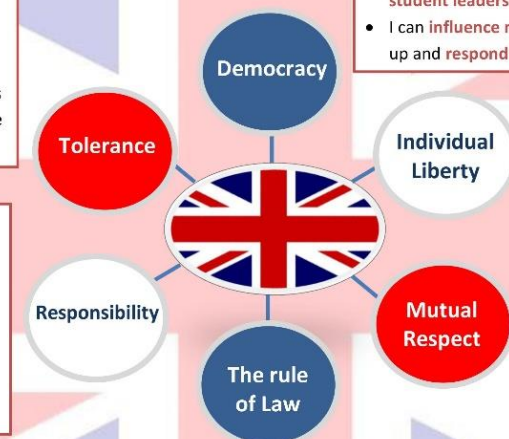 student leaders
• I can influence
up and respond
Democracy
Tolerance
Individual
Liberty
Responsibility
Mutual
Respect
The rule
of Law